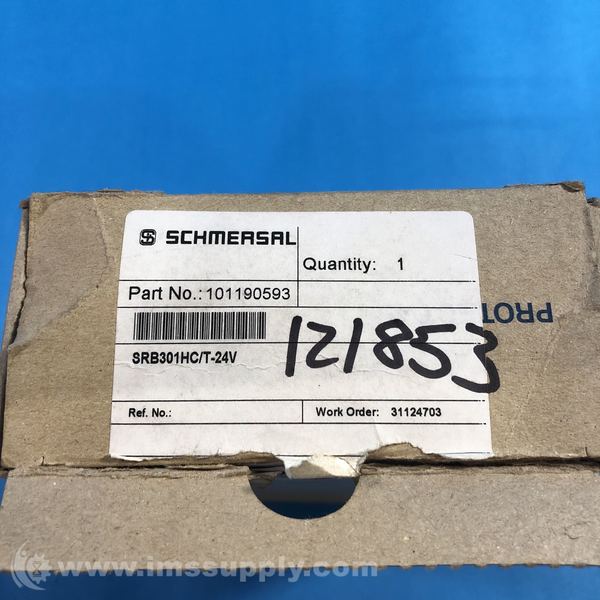 SCHMERSAL
Quantity: 1
Part No.: 101190593
SRB301HC/T-24V
121853
Ref. No.:
Work Order: 31124703
PROT
www.imssupply.com